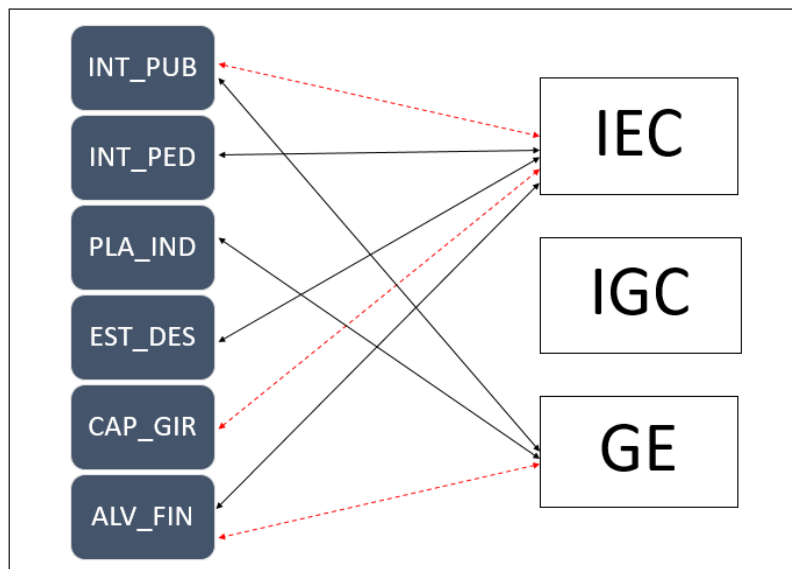 INT_PUB
INT_PED
PLA_IND
EST_DES
CAP_GIR
ALV_FIN
IEC
IGC
GE